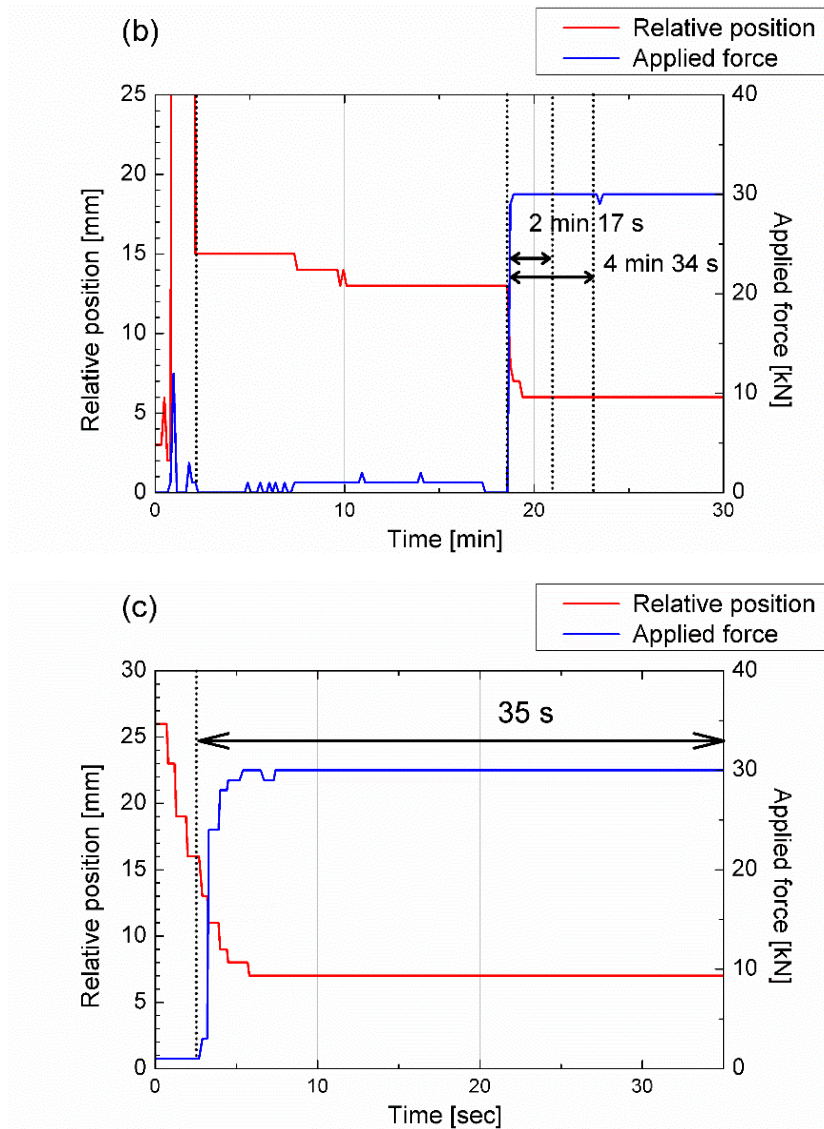 (b)
Relative position
Applied force
25
20
15
10
5
0
Relative position [mm]
40
30
20
10
0
Applied force [kN]
2 min 17 s
4 min 34 s
0
10
20
30
Time [min]
(c)
Relative position
Applied force
30
25
20
15
10
5
0
Relative position [mm]
40
30
20
10
0
Applied force [kN]
35 s
0
10
20
30
Time [sec]